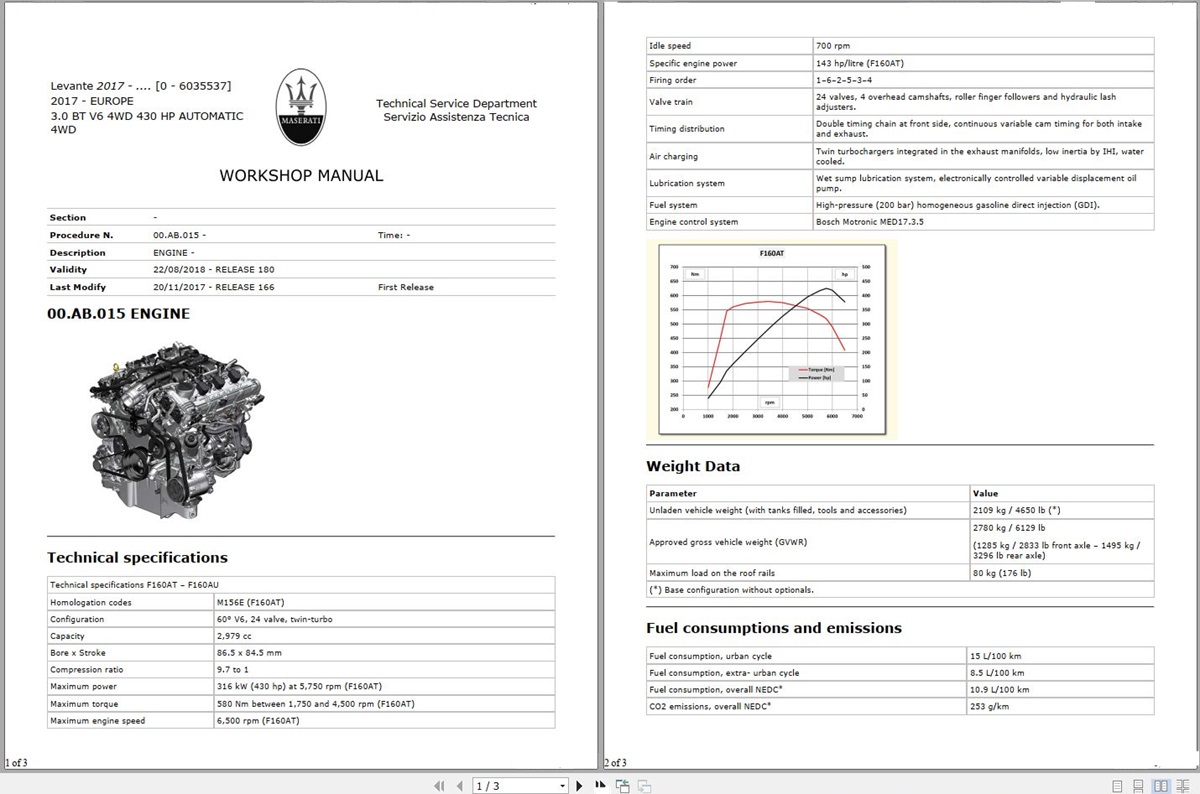 Levante 2017 - .... [0 - 6035537]
2017 - EUROPE
3.0 BT V6 4WD 430 HP AUTOMATIC
4WD
MASERATI
Technical Service Department
Servizio Assistenza Tecnica
WORKSHOP MANUAL
Section -
Procedure N. 00.AB.015 - Time: -
Description ENGINE -
Validity 22/08/2018 - RELEASE 180
Last Modify 20/11/2017 - RELEASE 166 First Release
00.AB.015 ENGINE
Technical specifications
Technical specifications F160AT – F160AU
Homologation codes M156E (F160AT)
Configuration 60° V6, 24 valve, twin-turbo
Capacity 2,979 cc
Bore x Stroke 86.5 x 84.5 mm
Compression ratio 9.7 to 1
Maximum power 316 kW (430 hp) at 5,750 rpm (F160AT)
Maximum torque 580 Nm between 1,750 and 4,500 rpm (F160AT)
Maximum engine speed 6,500 rpm (F160AT)
1 of 3
Idle speed 700 rpm
Specific engine power 143 hp/litre (F160AT)
Firing order 1–6–2–5–3–4
Valve train 24 valves, 4 overhead camshafts, roller finger followers and hydraulic lash
adjusters.
Timing distribution Double timing chain at front side, continuous variable cam timing for both intake
and exhaust.
Air charging Twin turbochargers integrated in the exhaust manifolds, low inertia by IHI, water
cooled.
Lubrication system Wet sump lubrication system, electronically controlled variable displacement oil
pump.
Fuel system High-pressure (200 bar) homogeneous gasoline direct injection (GDI).
Engine control system Bosch Motronic MED17.3.5
F160AT
Nm hp
700 500
650 450
600 400
550 350
500 300
450 250
400 200
350 150
300 100
250 50
200 0
Torque (Nm)
Power (hp)
rpm
0 1000 2000 3000 4000 5000 6000 7000
Weight Data
Parameter Value
Unladen vehicle weight (with tanks filled, tools and accessories) 2109 kg / 4650 lb (*)
Approved gross vehicle weight (GVWR) 2780 kg / 6129 lb
(1285 kg / 2833 lb front axle – 1495 kg /
3296 lb rear axle)
Maximum load on the roof rails 80 kg (176 lb)
(*) Base configuration without optionals.
Fuel consumptions and emissions
Fuel consumption, urban cycle 15 L/100 km
Fuel consumption, extra- urban cycle 8.5 L/100 km
Fuel consumption, overall NEDC* 10.9 L/100 km
CO2 emissions, overall NEDC* 253 g/km
2 of 3
1 / 3